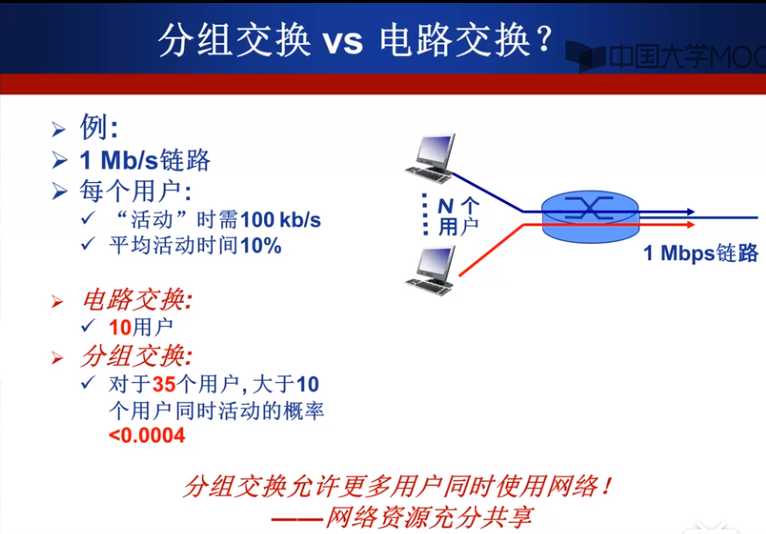 分组交换 vs 电路交换?
中国大学MOO
例:
1 Mb/s链路
每个用户:
“活动”时需100 kb/s
平均活动时间10%
N 个
用户
1 Mbps链路
电路交换:
10用户
分组交换:
对于35个用户,大于10
个用户同时活动的概率
<0.0004
分组交换允许更多用户同时使用网络!
——网络资源充分共享